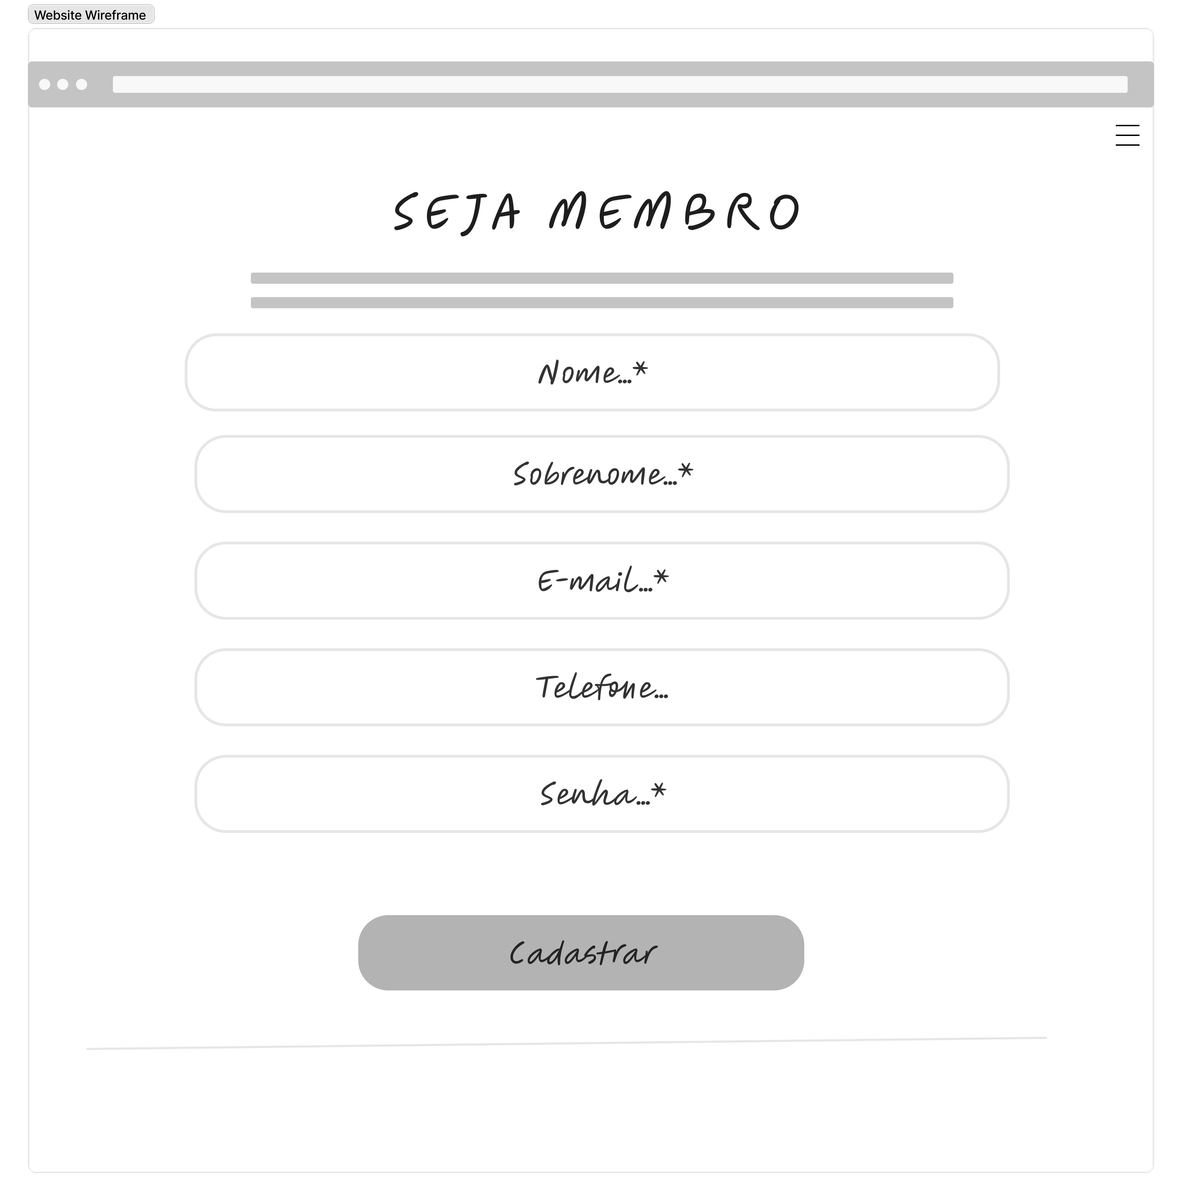 Website Wireframe
SEJA MEMBRO
Nome...*
Sobrenome...*
E-mail...*
Telefone...
Senha...*
Cadastrar